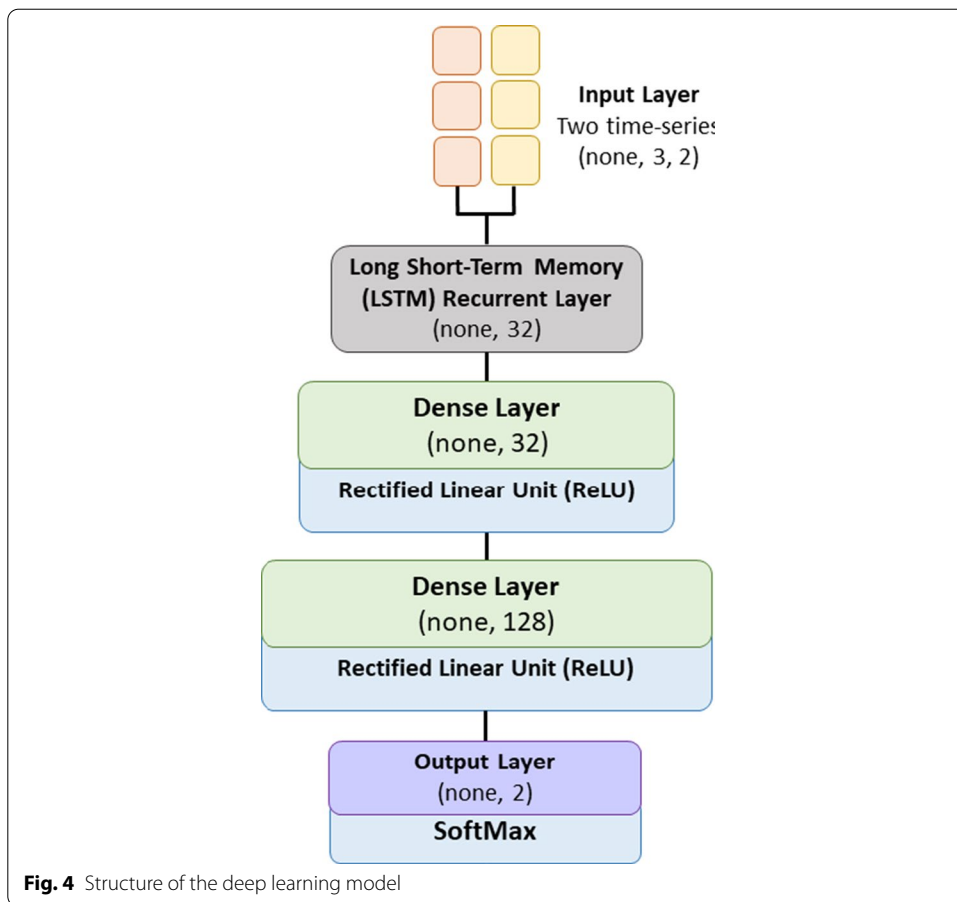 Input Layer
Two time-series
(none, 3, 2)
Long Short-Term Memory
(LSTM) Recurrent Layer
(none, 32)
Dense Layer
(none, 32)
Rectified Linear Unit (ReLU)
Dense Layer
(none, 128)
Rectified Linear Unit (ReLU)
Output Layer
(none, 2)
SoftMax
Fig. 4 Structure of the deep learning model